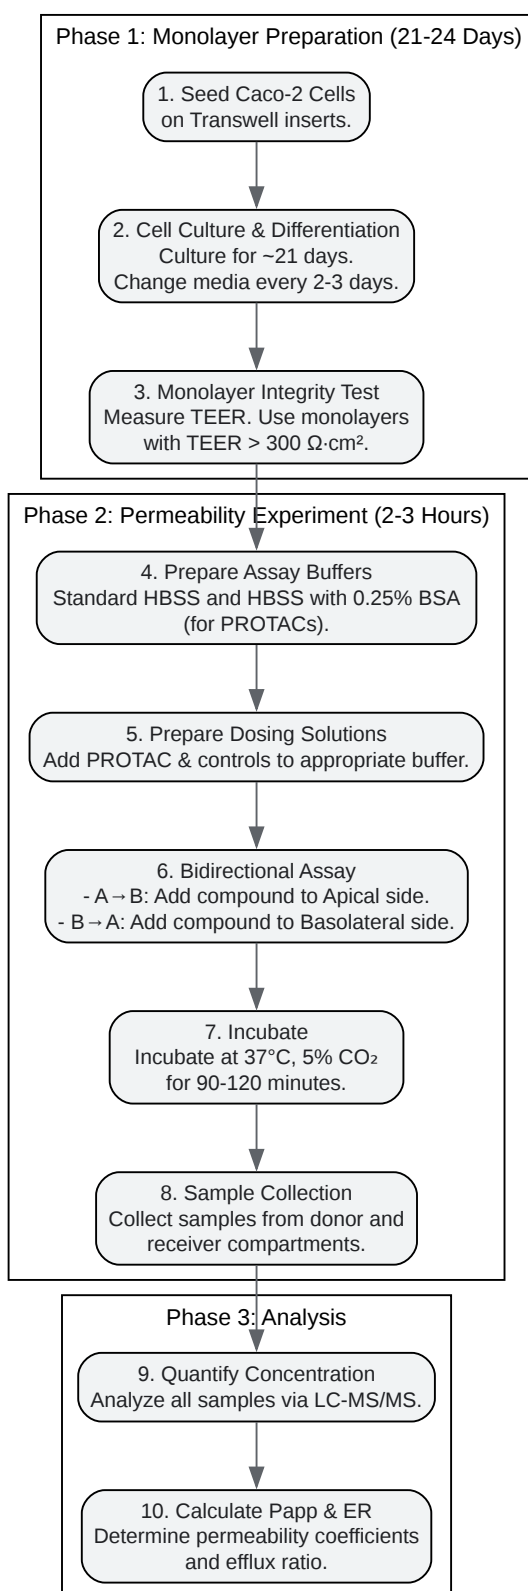 Phase 1: Monolayer Preparation (21-24 Days)
1. Seed Caco-2 Cells
on Transwell inserts.
2. Cell Culture & Differentiation
Culture for ~21 days.
Change media every 2-3 days.
3. Monolayer Integrity Test
Measure TEER. Use monolayers
with TEER > 300 Ω·cm².
Phase 2: Permeability Experiment (2-3 Hours)
4. Prepare Assay Buffers
Standard HBSS and HBSS with 0.25% BSA
(for PROTACs).
5. Prepare Dosing Solutions
Add PROTAC & controls to appropriate buffer.
6. Bidirectional Assay
- A→B: Add compound to Apical side.
- B→A: Add compound to Basolateral side.
7. Incubate
Incubate at 37°C, 5% CO₂
for 90-120 minutes.
8. Sample Collection
Collect samples from donor and
receiver compartments.
Phase 3: Analysis
9. Quantify Concentration
Analyze all samples via LC-MS/MS.
10. Calculate Papp & ER
Determine permeability coefficients
and efflux ratio.